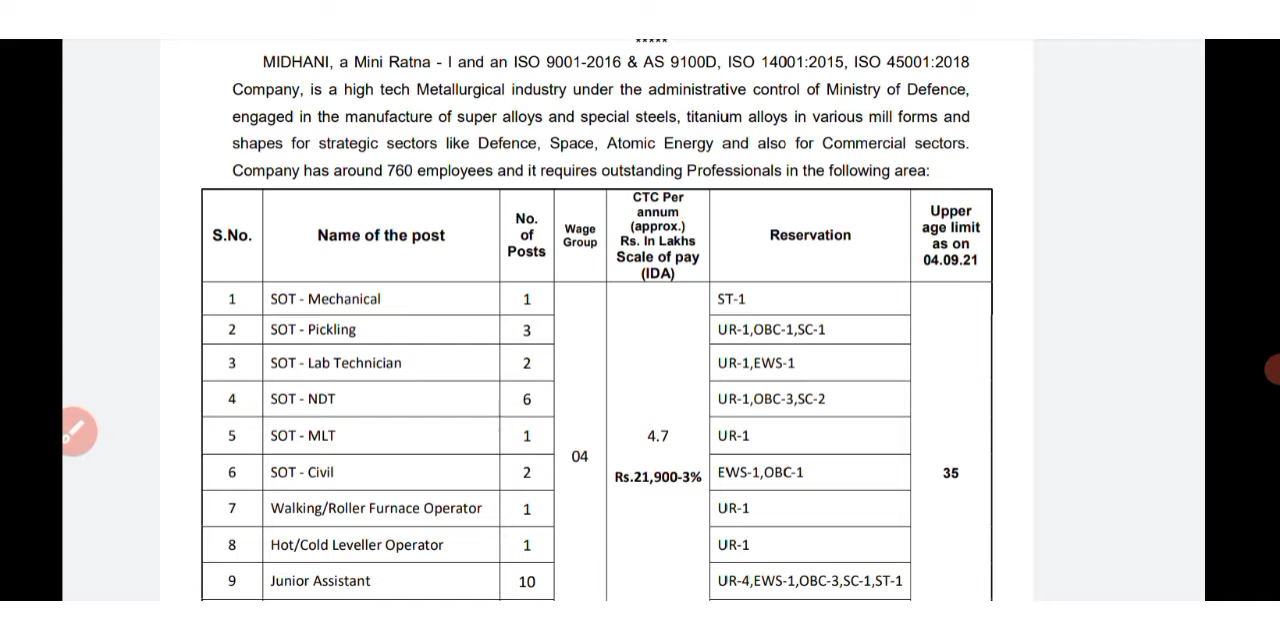 *****
MIDHANI, a Mini Ratna - I and an ISO 9001-2016 & AS 9100D, ISO 14001:2015, ISO 45001:2018
Company, is a high tech Metallurgical industry under the administrative control of Ministry of Defence,
engaged in the manufacture of super alloys and special steels, titanium alloys in various mill forms and
shapes for strategic sectors like Defence, Space, Atomic Energy and also for Commercial sectors.
Company has around 760 employees and it requires outstanding Professionals in the following area:
S.No.
Name of the post
No.
of
Posts
Wage
Group
CTC Per
annum
(approx.)
Rs. In Lakhs
Scale of pay
(IDA)
Reservation
Upper
age limit
as on
04.09.21
1 SOT - Mechanical 1 ST-1
2 SOT - Pickling 3 UR-1,OBC-1,SC-1
3 SOT - Lab Technician 2 UR-1,EWS-1
4 SOT - NDT 6 UR-1,OBC-3,SC-2
5 SOT - MLT 1 4.7 UR-1
04
6 SOT - Civil 2 Rs.21,900-3% EWS-1,OBC-1 35
7 Walking/Roller Furnace Operator 1 UR-1
8 Hot/Cold Leveller Operator 1 UR-1
9 Junior Assistant 10 UR-4,EWS-1,OBC-3,SC-1,ST-1